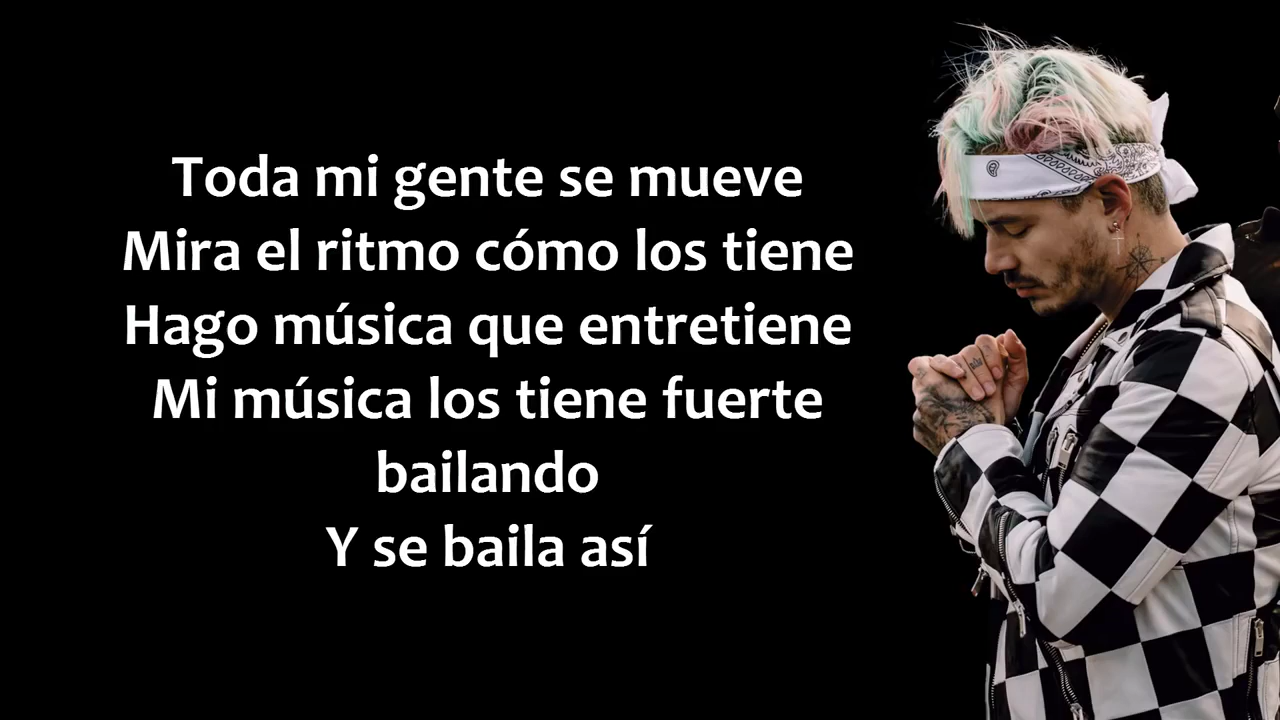 Toda mi gente se mueve
Mira el ritmo cómo los tiene
Hago música que entretiene
Mi música los tiene fuerte
bailando
Y se baila así